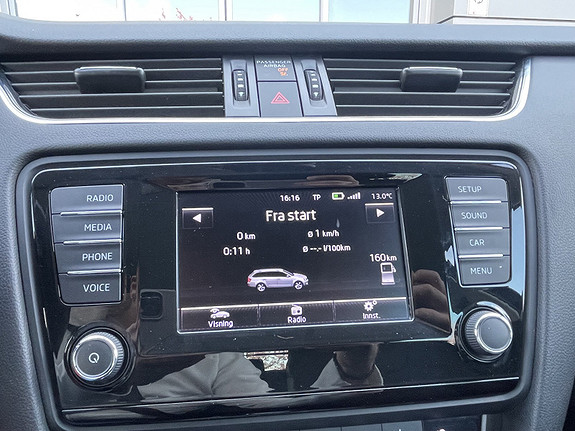 PASSENGER
AIRBAG
OFF
RADIO
MEDIA
PHONE
VOICE
16:16 TP 13.0°C
Fra start
0 km ø 1 km/h
0:11 h ø --.- l/100km
160 km
Visning Radio Innst.
SETUP
SOUND
CAR
MENU